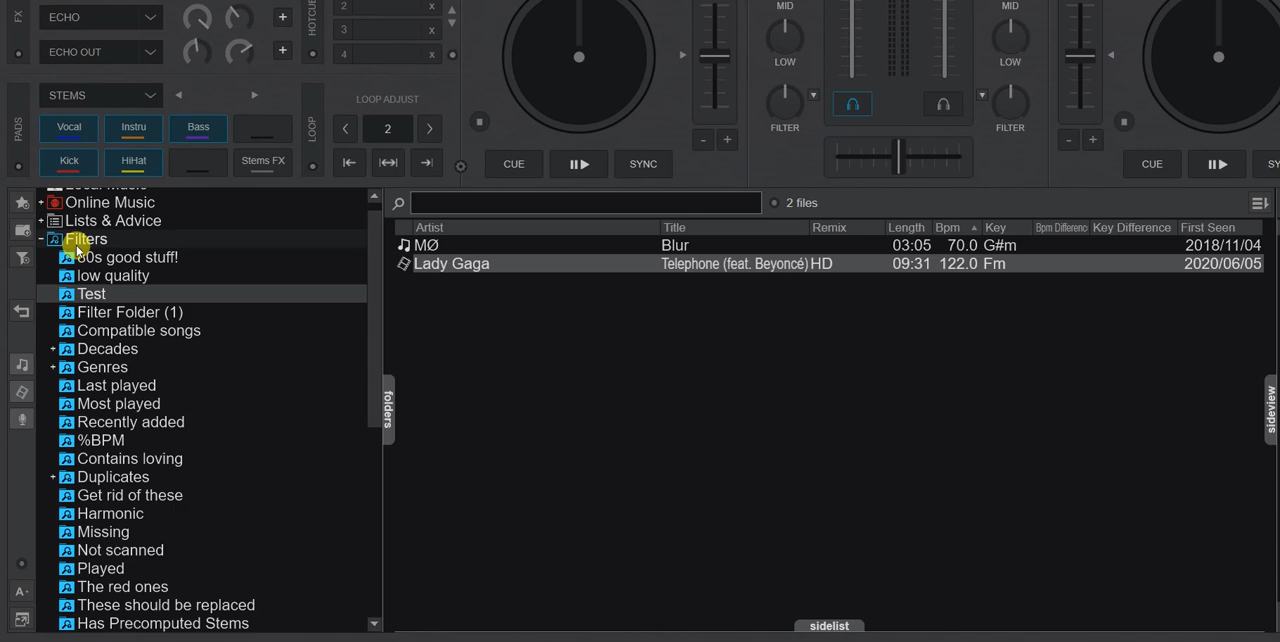 FX
ECHO
+
ECHO OUT
+
HOTCUE
2 x
3 x
4 x
MID
LOW
FILTER
MID
LOW
FILTER
PADS
STEMS
Vocal Instru Bass
Kick HiHat Stems FX
LOOP
LOOP ADJUST
2
CUE SYNC
- +
- +
CUE SY
Online Music
Lists & Advice
Filters
80s good stuff!
low quality
Test
Filter Folder (1)
Compatible songs
Decades
Genres
Last played
Most played
Recently added
%BPM
Contains loving
Duplicates
Get rid of these
Harmonic
Missing
Not scanned
Played
The red ones
These should be replaced
Has Precomputed Stems
A+
folders
2 files
Artist Title Remix Length Bpm Key Bpm Differenc Key Difference First Seen
MØ Blur 03:05 70.0 G#m 2018/11/04
Lady Gaga Telephone (feat. Beyoncé) HD 09:31 122.0 Fm 2020/06/05
sideview
sidelist